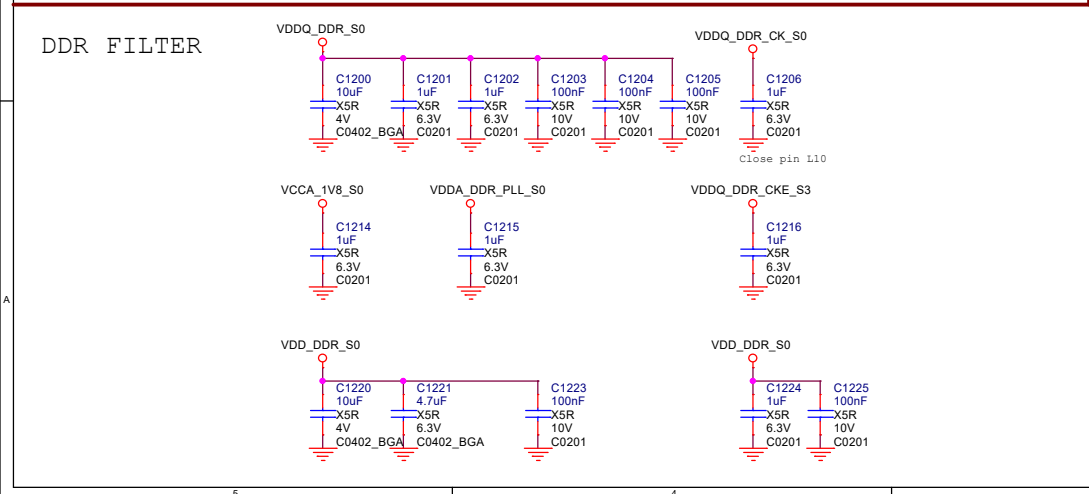 DDR FILTER
VDDQ_DDR_S0
VDDQ_DDR_CK_S0
C1200
10uF
X5R
4V
C0402_BGA
C1201
1uF
X5R
6.3V
C0201
C1202
1uF
X5R
6.3V
C0201
C1203
100nF
X5R
10V
C0201
C1204
100nF
X5R
10V
C0201
C1205
100nF
X5R
10V
C0201
C1206
1uF
X5R
6.3V
C0201
Close pin L10
VCCA_1V8_S0
VDDA_DDR_PLL_S0
VDDQ_DDR_CKE_S3
C1214
1uF
X5R
6.3V
C0201
C1215
1uF
X5R
6.3V
C0201
C1216
1uF
X5R
6.3V
C0201
A
VDD_DDR_S0
VDD_DDR_S0
C1220
10uF
X5R
4V
C0402_BGA
C1221
4.7uF
X5R
6.3V
C0402_BGA
C1223
100nF
X5R
10V
C0201
C1224
1uF
X5R
6.3V
C0201
C1225
100nF
X5R
10V
C0201
5
4